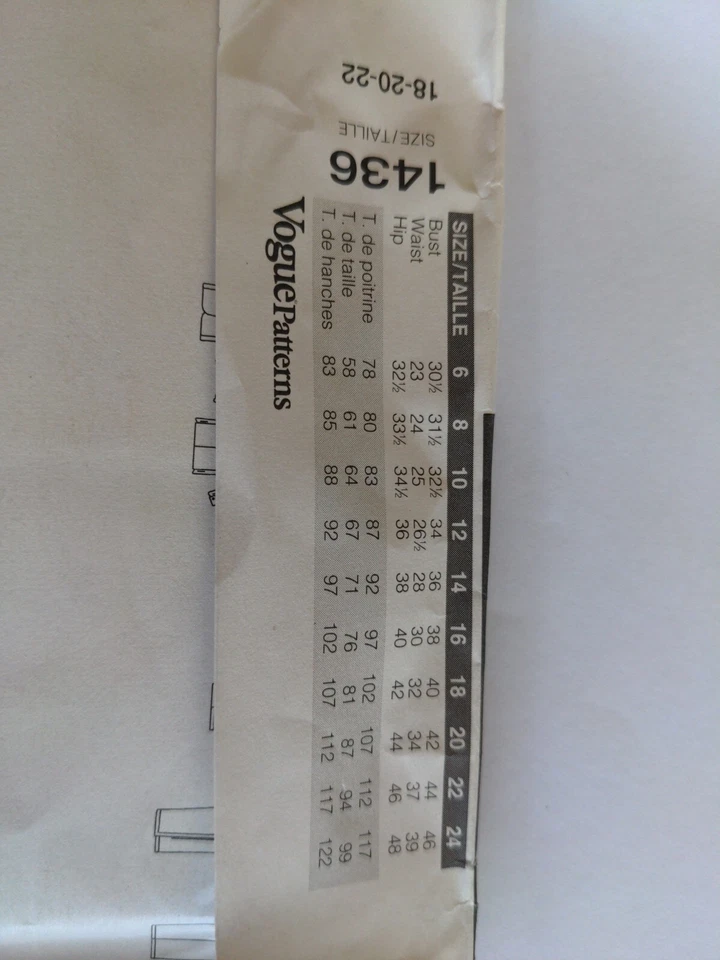 18-20-22
SIZE/TAILLE
1436
SIZE/TAILLE 6 8 10 12 14 16 18 20 22 24
Bust 30½ 31½ 32½ 34 36 38 40 42 44 46
Waist 23 24 25 26½ 28 30 32 34 37 39
Hip 32½ 33½ 34½ 36 38 40 42 44 46 48
T. de poitrine 78 80 83 87 92 97 102 107 112 117
T. de taille 58 61 64 67 71 76 81 87 94 99
T. de hanches 83 85 88 92 97 102 107 112 117 122
Vogue Patterns